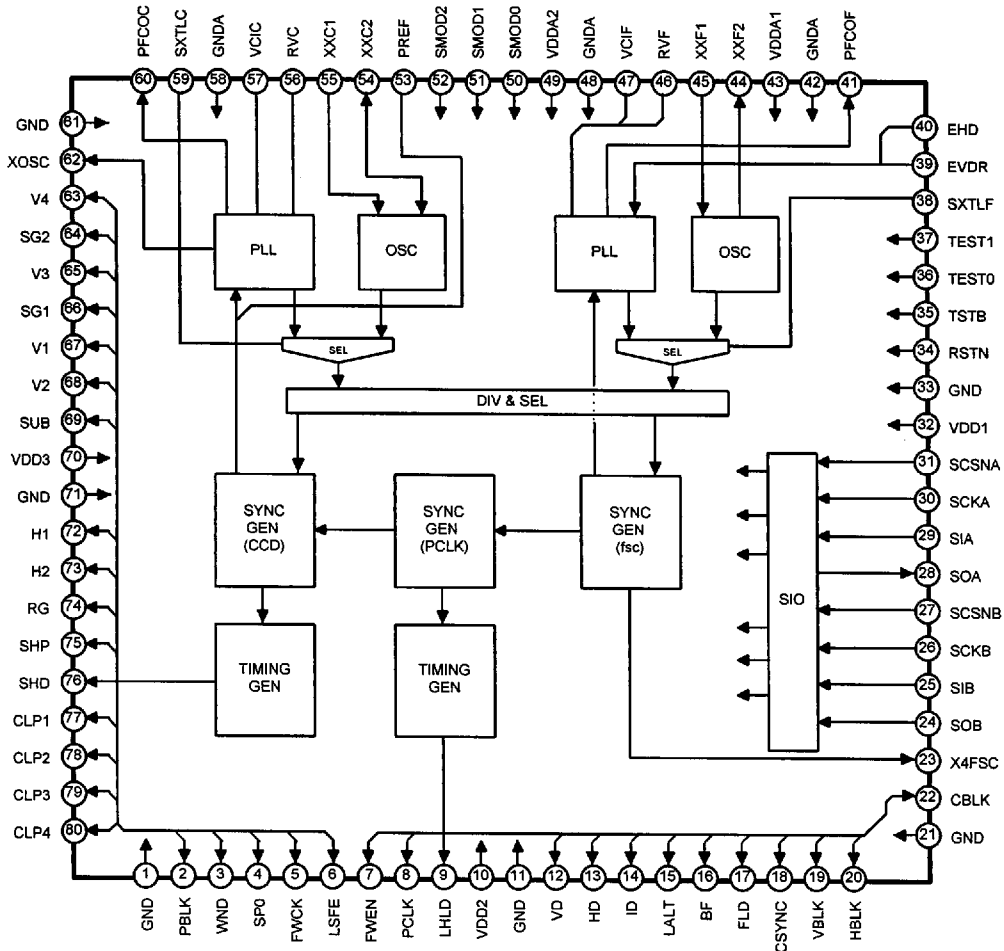 PFCOC SXTLC GNDA VCIC RVC XXC1 XXC2 PREF SMOD2 SMOD1 SMOD0 VDDA2 GNDA VCIF RVF XXF1 XXF2 VDDA1 GNDA PFCOF
60 59 58 57 56 55 54 53 52 51 50 49 48 47 46 45 44 43 42 41
GND 61
XOSC 62
V4 63
SG2 64
V3 65
SG1 66
V1 67
V2 68
SUB 69
VDD3 70
GND 71
H1 72
H2 73
RG 74
SHP 75
SHD 76
CLP1 77
CLP2 78
CLP3 79
CLP4 80
PLL
OSC
SEL
PLL
OSC
SEL
DIV & SEL
SYNC
GEN
(CCD)
SYNC
GEN
(PCLK)
SYNC
GEN
(fsc)
TIMING
GEN
TIMING
GEN
SIO
40 EHD
39 EVDR
38 SXTLF
37 TEST1
36 TEST0
35 TSTB
34 RSTN
33 GND
32 VDD1
31 SCSNA
30 SCKA
29 SIA
28 SOA
27 SCSNB
26 SCKB
25 SIB
24 SOB
23 X4FSC
22 CBLK
21 GND
1 2 3 4 5 6 7 8 9 10 11 12 13 14 15 16 17 18 19 20
GND PBLK WND SP0 FWCK LSFE FWEN PCLK LHLD VDD2 GND VD HD ID LALT BF FLD CSYNC VBLK HBLK